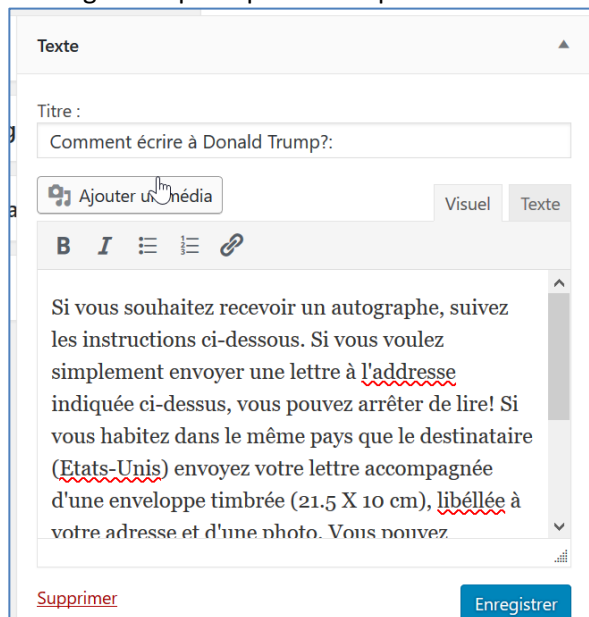 Texte
Titre :
Comment écrire à Donald Trump?:
Ajouter un média
Visuel Texte
B I
Si vous souhaitez recevoir un autographe, suivez
les instructions ci-dessous. Si vous voulez
simplement envoyer une lettre à l'addresse
indiquée ci-dessus, vous pouvez arrêter de lire! Si
vous habitez dans le même pays que le destinataire
(Etats-Unis) envoyez votre lettre accompagnée
d'une enveloppe timbrée (21.5 X 10 cm), libéllée à
votre adresse et d'une photo. Vous pouvez
Supprimer
Enregistrer